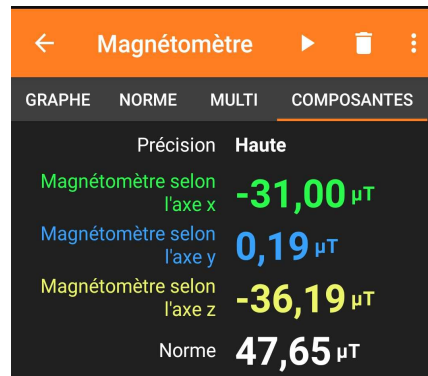 Magnétomètre
GRAPHE NORME MULTI COMPOSANTES
Précision Haute
Magnétomètre selon
l'axe x -31,00 µT
Magnétomètre selon
l'axe y 0,19 µT
Magnétomètre selon
l'axe z -36,19 µT
Norme 47,65 µT